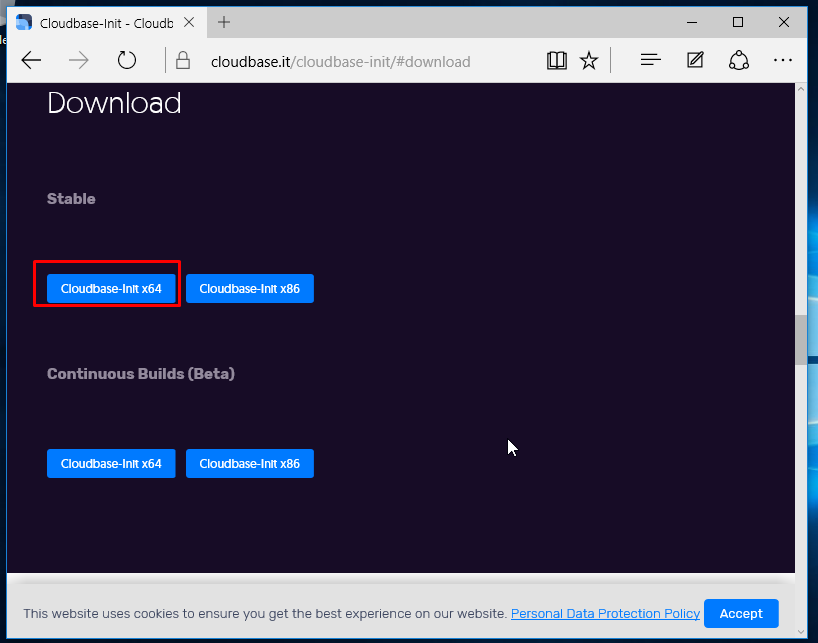 Cloudbase-Init - Cloudb
cloudbase.it/cloudbase-init/#download
Download
Stable
Cloudbase-Init x64 Cloudbase-Init x86
Continuous Builds (Beta)
Cloudbase-Init x64 Cloudbase-Init x86
This website uses cookies to ensure you get the best experience on our website. Personal Data Protection Policy Accept